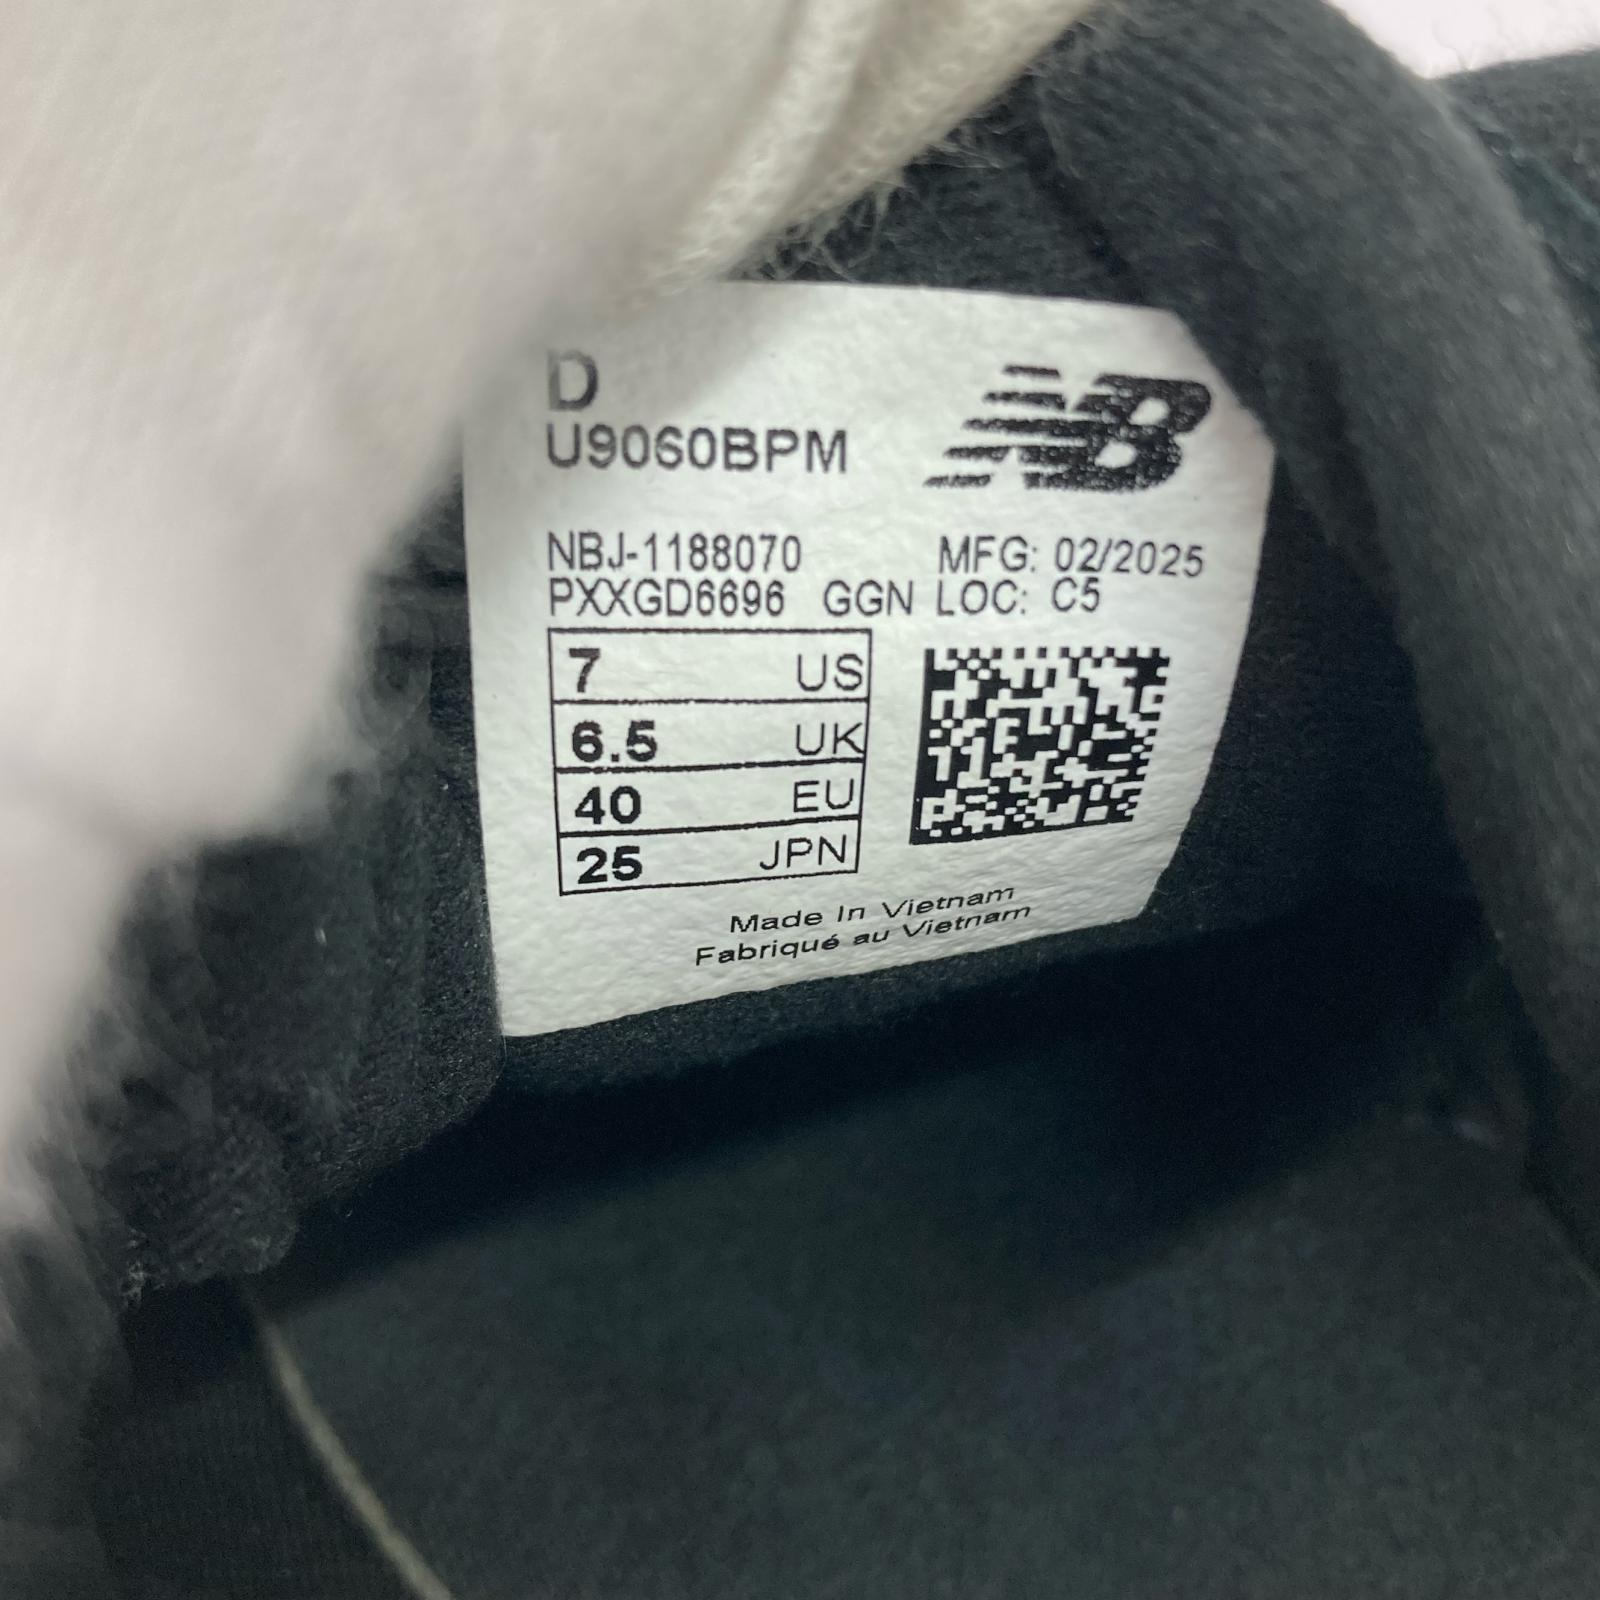 D
U9060BPM
NB
NBJ-1188070 MFG: 02/2025
PXXGD6696 GGN LOC: C5
7 US
6.5 UK
40 EU
25 JPN
Made In Vietnam
Fabriqué au Vietnam